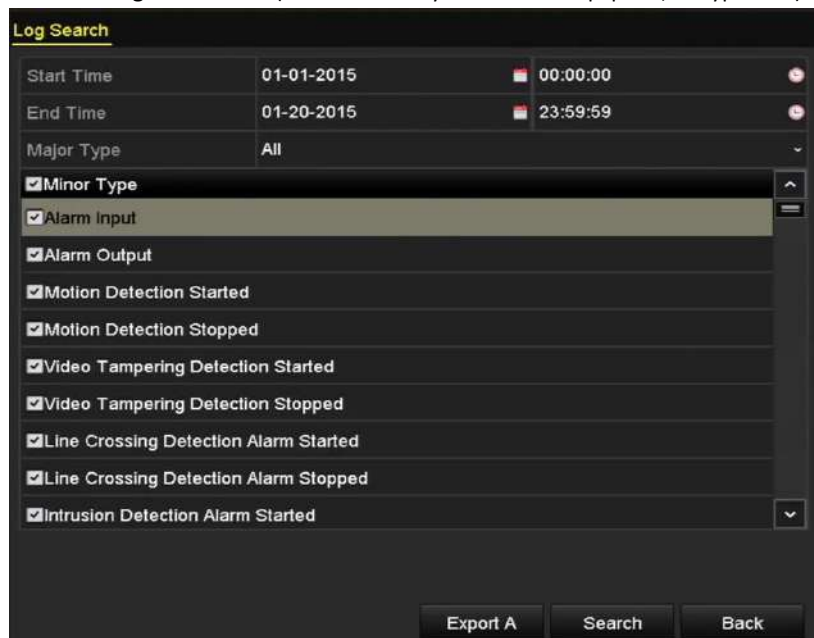 Log Search
Start Time 01-01-2015 00:00:00
End Time 01-20-2015 23:59:59
Major Type All
Minor Type
Alarm Input
Alarm Output
Motion Detection Started
Motion Detection Stopped
Video Tampering Detection Started
Video Tampering Detection Stopped
Line Crossing Detection Alarm Started
Line Crossing Detection Alarm Stopped
Intrusion Detection Alarm Started
Export A Search Back